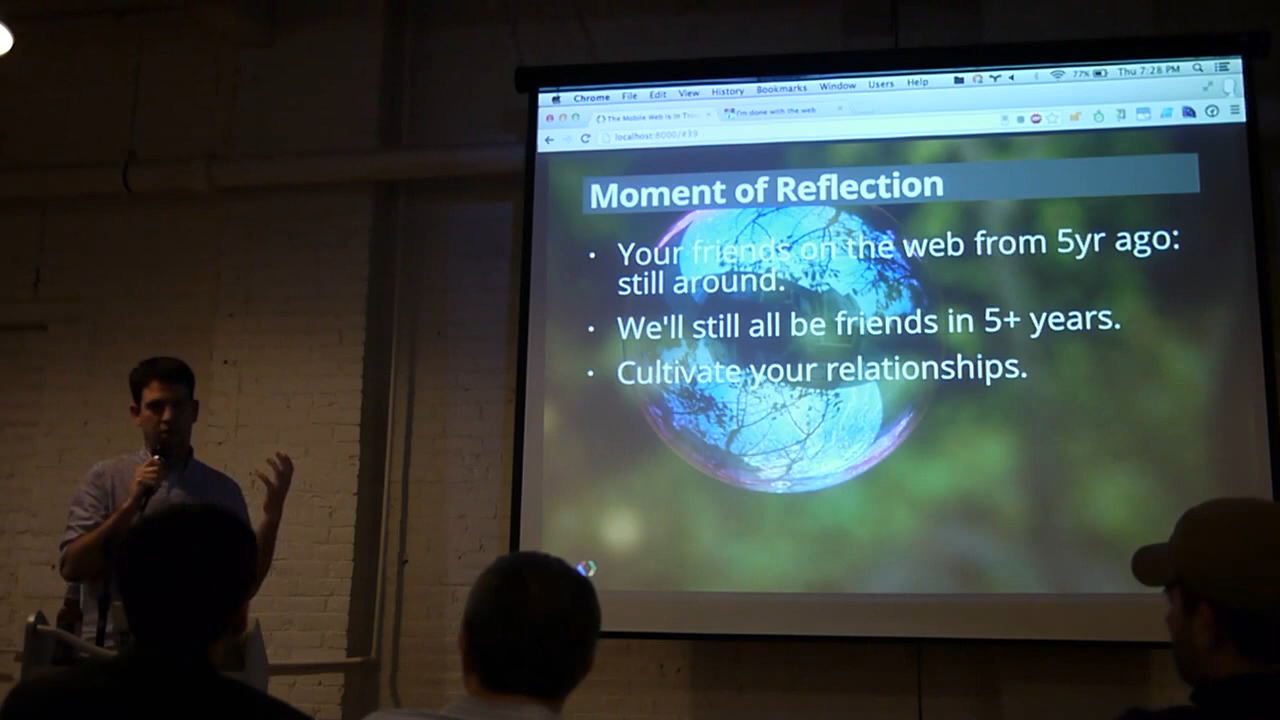 Chrome File Edit View History Bookmarks Window Users Help 77% Thu 7:28 PM
The Mobile Web Is In I'm done with the web
localhost:8000/#39
Moment of Reflection
• Your friends on the web from 5yr ago:
still around.
• We'll still all be friends in 5+ years.
• Cultivate your relationships.